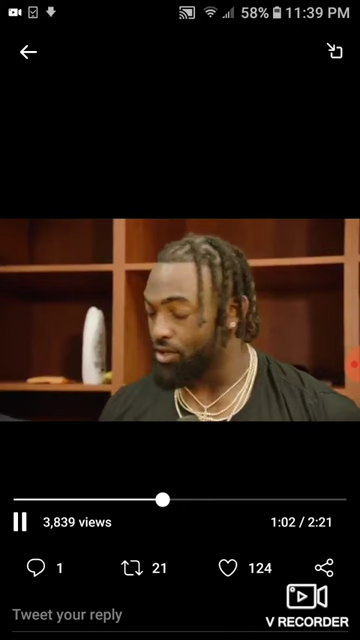 58% 11:39 PM
3,839 views 1:02 / 2:21
1 21 124
Tweet your reply
V RECORDER